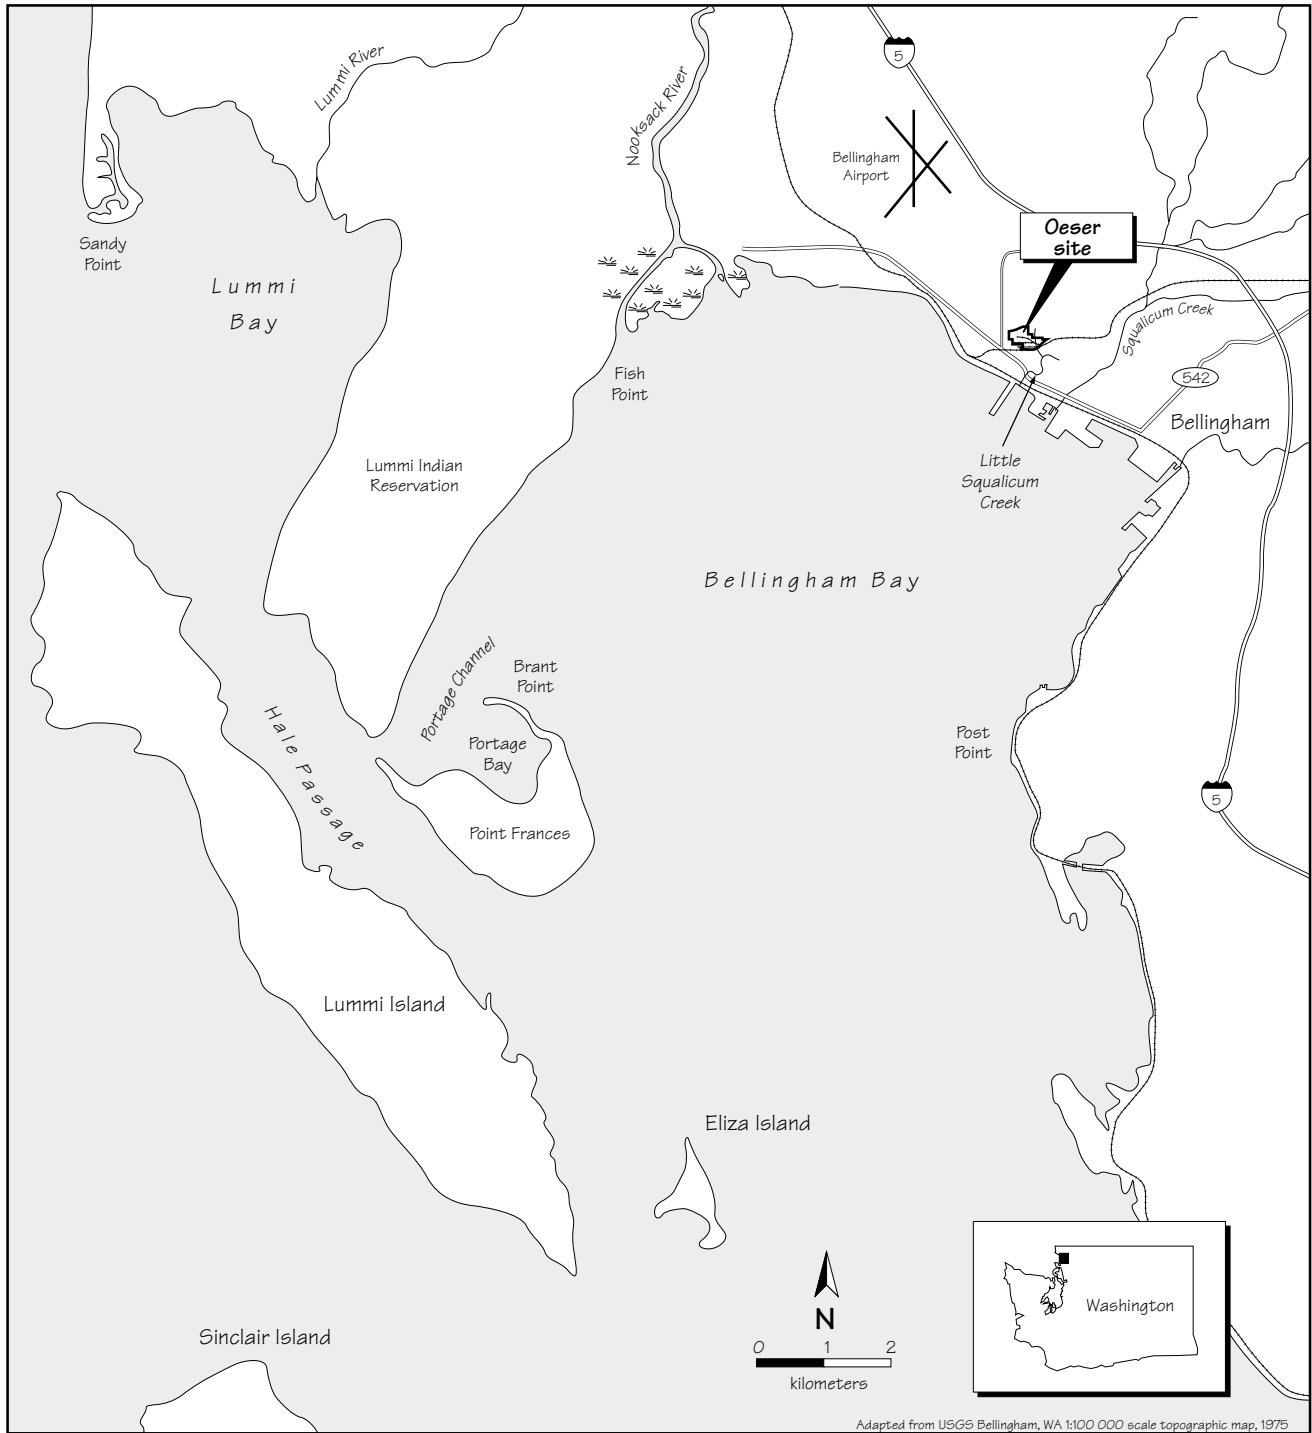 Lummi River
Nooksack River
5
Bellingham
Airport
Oeser
site
Sandy
Point
Lummi
Bay
Squalicum Creek
Fish
Point
542
Bellingham
Lummi Indian
Reservation
Little
Squalicum
Creek
Bellingham Bay
Portage Channel
Brant
Point
Hale Passage
Portage
Bay
Post
Point
5
Point Frances
Lummi Island
Eliza Island
Washington
N
Sinclair Island
0 1 2
kilometers
Adapted from USGS Bellingham, WA 1:100 000 scale topographic map, 1975